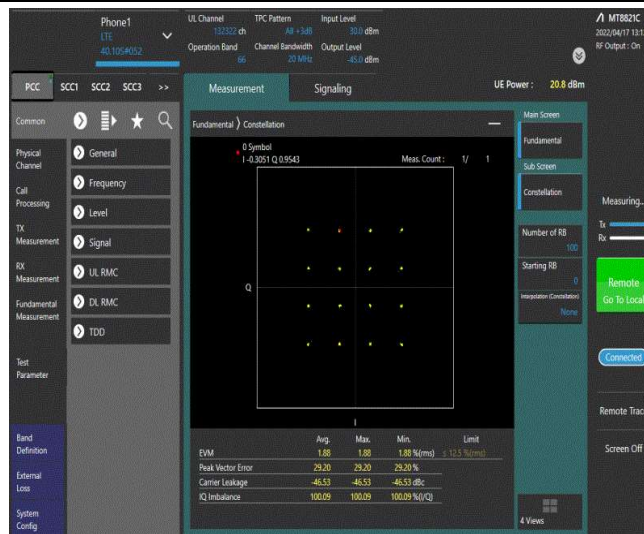 Phone1
LTE
40.10S#052
UL Channel
132322 ch
TPC Pattern
All +3dB
Input Level
30.0 dBm
Operation Band
66
Channel Bandwidth
20 MHz
Output Level
-45.0 dBm
MT8821C
2022/04/17 13:1
RF Output : On
PCC SCC1 SCC2 SCC3 >>
Measurement Signaling
UE Power : 20.8 dBm
Common
Physical
Channel
Call
Processing
TX
Measurement
RX
Measurement
Fundamental
Measurement
Test
Parameter
Band
Definition
External
Loss
System
Config
General
Frequency
Level
Signal
UL RMC
DL RMC
TDD
Fundamental 〉 Constellation
0 Symbol
I -0.3051 Q 0.9543
Meas. Count : 1/ 1
Q
I
Avg. Max. Min. Limit
EVM 1.88 1.88 1.88 %(rms) ≤ 12.5 %(rms)
Peak Vector Error 29.20 29.20 29.20 %
Carrier Leakage -46.53 -46.53 -46.53 dBc
IQ Imbalance 100.09 100.09 100.09 %(I/Q)
Main Screen
Fundamental
Sub Screen
Constellation
Number of RB
100
Starting RB
0
Interpolation (Constellation)
None
4 Views
Measuring...
Tx
Rx
Remote
Go To Local
Connected
Remote Trac
Screen Off